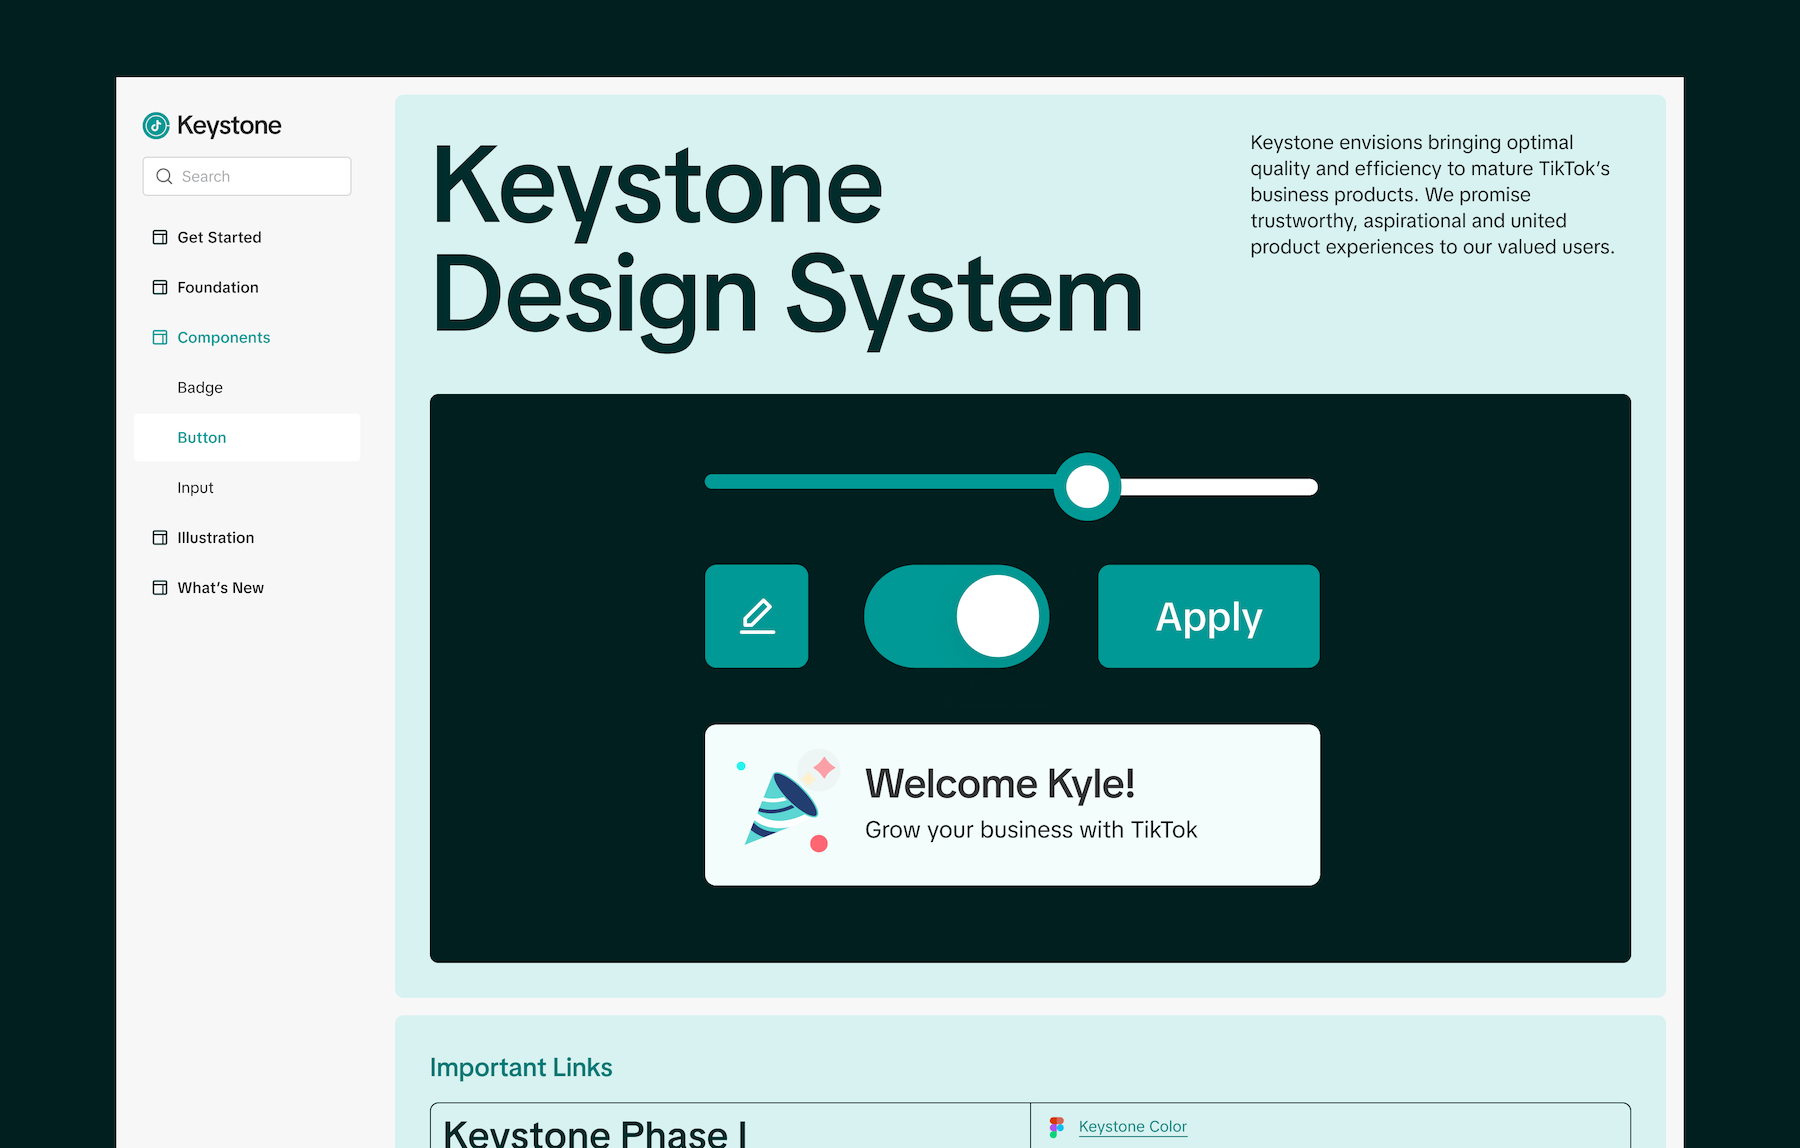 Keystone
Search
Get Started
Foundation
Components
Badge
Button
Input
Illustration
What's New
Keystone
Design System
Keystone envisions bringing optimal
quality and efficiency to mature TikTok's
business products. We promise
trustworthy, aspirational and united
product experiences to our valued users.
Apply
Welcome Kyle!
Grow your business with TikTok
Important Links
Keystone Phase I
Keystone Color